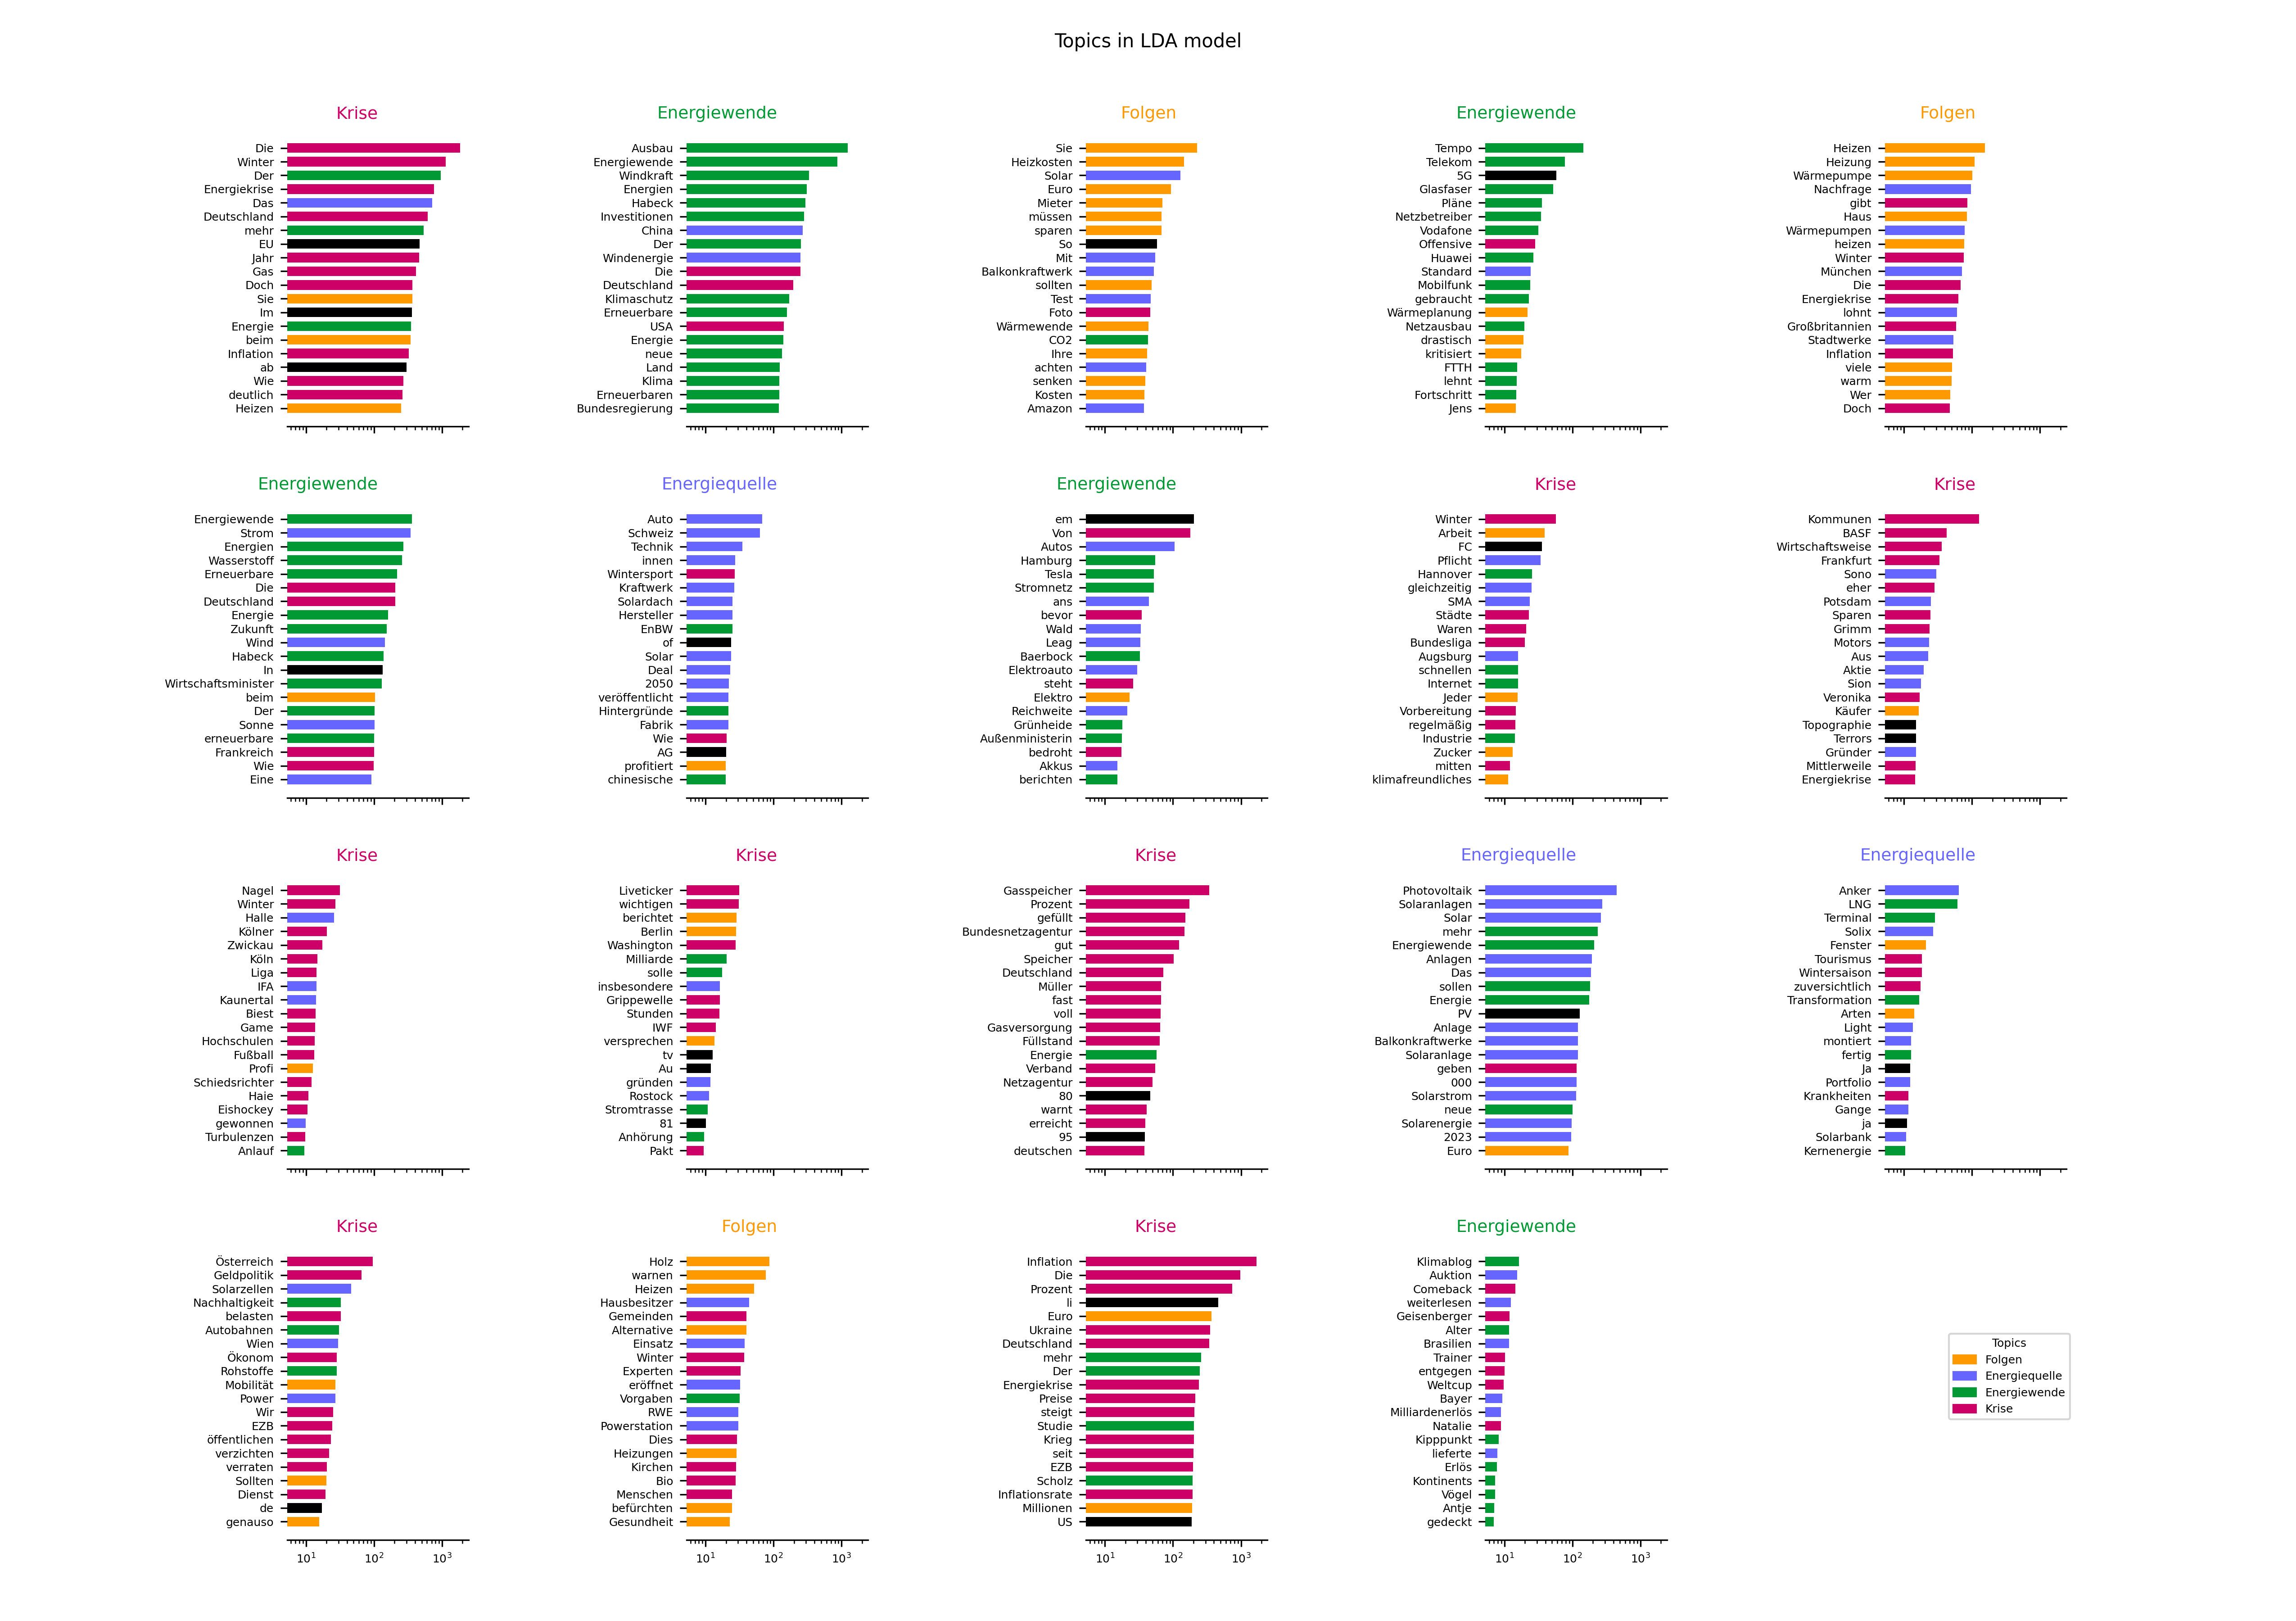 Topics in LDA model
Krise
Die
Winter
Der
Energiekrise
Das
Deutschland
mehr
EU
Jahr
Gas
Doch
Sie
Im
Energie
beim
Inflation
ab
Wie
deutlich
Heizen
Energiewende
Ausbau
Energiewende
Windkraft
Energien
Habeck
Investitionen
China
Der
Windenergie
Die
Deutschland
Klimaschutz
Erneuerbare
USA
Energie
neue
Land
Klima
Erneuerbaren
Bundesregierung
Folgen
Sie
Heizkosten
Solar
Euro
Mieter
müssen
sparen
So
Mit
Balkonkraftwerk
sollten
Test
Foto
Wärmewende
CO2
Ihre
achten
senken
Kosten
Amazon
Energiewende
Tempo
Telekom
5G
Glasfaser
Pläne
Netzbetreiber
Vodafone
Offensive
Huawei
Standard
Mobilfunk
gebraucht
Wärmeplanung
Netzausbau
drastisch
kritisiert
FTTH
lehnt
Fortschritt
Jens
Folgen
Heizen
Heizung
Wärmepumpe
Nachfrage
gibt
Haus
Wärmepumpen
heizen
Winter
München
Die
Energiekrise
lohnt
Großbritannien
Stadtwerke
Inflation
viele
warm
Wer
Doch
Energiewende
Energiewende
Strom
Energien
Wasserstoff
Erneuerbare
Die
Deutschland
Energie
Zukunft
Wind
Habeck
In
Wirtschaftsminister
beim
Der
Sonne
erneuerbare
Frankreich
Wie
Eine
Energiequelle
Auto
Schweiz
Technik
innen
Wintersport
Kraftwerk
Solardach
Hersteller
EnBW
of
Solar
Deal
2050
veröffentlicht
Hintergründe
Fabrik
Wie
AG
profitiert
chinesische
Energiewende
em
Von
Autos
Hamburg
Tesla
Stromnetz
ans
bevor
Wald
Leag
Baerbock
Elektroauto
steht
Elektro
Reichweite
Grünheide
Außenministerin
bedroht
Akkus
berichten
Krise
Winter
Arbeit
FC
Pflicht
Hannover
gleichzeitig
SMA
Städte
Waren
Bundesliga
Augsburg
schnellen
Internet
Jeder
Vorbereitung
regelmäßig
Industrie
Zucker
mitten
klimafreundliches
Krise
Kommunen
BASF
Wirtschaftsweise
Frankfurt
Sono
eher
Potsdam
Sparen
Grimm
Motors
Aus
Aktie
Sion
Veronika
Käufer
Topographie
Terrors
Gründer
Mittlerweile
Energiekrise
Krise
Nagel
Winter
Halle
Kölner
Zwickau
Köln
Liga
IFA
Kaunertal
Biest
Game
Hochschulen
Fußball
Profi
Schiedsrichter
Haie
Eishockey
gewonnen
Turbulenzen
Anlauf
Krise
Liveticker
wichtigen
berichtet
Berlin
Washington
Milliarde
solle
insbesondere
Grippewelle
Stunden
IWF
versprechen
tv
Au
gründen
Rostock
Stromtrasse
81
Anhörung
Pakt
Krise
Gasspeicher
Prozent
gefüllt
Bundesnetzagentur
gut
Speicher
Deutschland
Müller
fast
voll
Gasversorgung
Füllstand
Energie
Verband
Netzagentur
80
warnt
erreicht
95
deutschen
Energiequelle
Photovoltaik
Solaranlagen
Solar
mehr
Energiewende
Anlagen
Das
sollen
Energie
PV
Anlage
Balkonkraftwerke
Solaranlage
geben
000
Solarstrom
neue
Solarenergie
2023
Euro
Energiequelle
Anker
LNG
Terminal
Solix
Fenster
Tourismus
Wintersaison
zuversichtlich
Transformation
Arten
Light
montiert
fertig
Ja
Portfolio
Krankheiten
Gange
ja
Solarbank
Kernenergie
Krise
Österreich
Geldpolitik
Solarzellen
Nachhaltigkeit
belasten
Autobahnen
Wien
Ökonom
Rohstoffe
Mobilität
Power
Wir
EZB
öffentlichen
verzichten
verraten
Sollten
Dienst
de
genauso
10¹ 10² 10³
Folgen
Holz
warnen
Heizen
Hausbesitzer
Gemeinden
Alternative
Einsatz
Winter
Experten
eröffnet
Vorgaben
RWE
Powerstation
Dies
Heizungen
Kirchen
Bio
Menschen
befürchten
Gesundheit
10¹ 10² 10³
Krise
Inflation
Die
Prozent
li
Euro
Ukraine
Deutschland
mehr
Der
Energiekrise
Preise
steigt
Studie
Krieg
seit
EZB
Scholz
Inflationsrate
Millionen
US
10¹ 10² 10³
Energiewende
Klimablog
Auktion
Comeback
weiterlesen
Geisenberger
Alter
Brasilien
Trainer
entgegen
Weltcup
Bayer
Milliardenerlös
Natalie
Kipppunkt
lieferte
Erlös
Kontinents
Vögel
Antje
gedeckt
10¹ 10² 10³
Topics
Folgen
Energiequelle
Energiewende
Krise